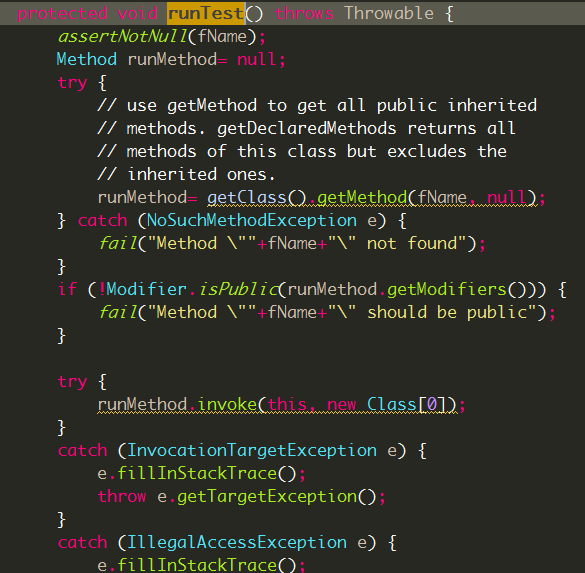 protected void runTest() throws Throwable {
assertNotNull(fName);
Method runMethod= null;
try {
// use getMethod to get all public inherited
// methods. getDeclaredMethods returns all
// methods of this class but excludes the
// inherited ones.
runMethod= getClass().getMethod(fName, null);
} catch (NoSuchMethodException e) {
fail("Method \""+fName+"\" not found");
}
if (!Modifier.isPublic(runMethod.getModifiers())) {
fail("Method \""+fName+"\" should be public");
}
try {
runMethod.invoke(this, new Class[0]);
}
catch (InvocationTargetException e) {
e.fillInStackTrace();
throw e.getTargetException();
}
catch (IllegalAccessException e) {
e.fillInStackTrace();